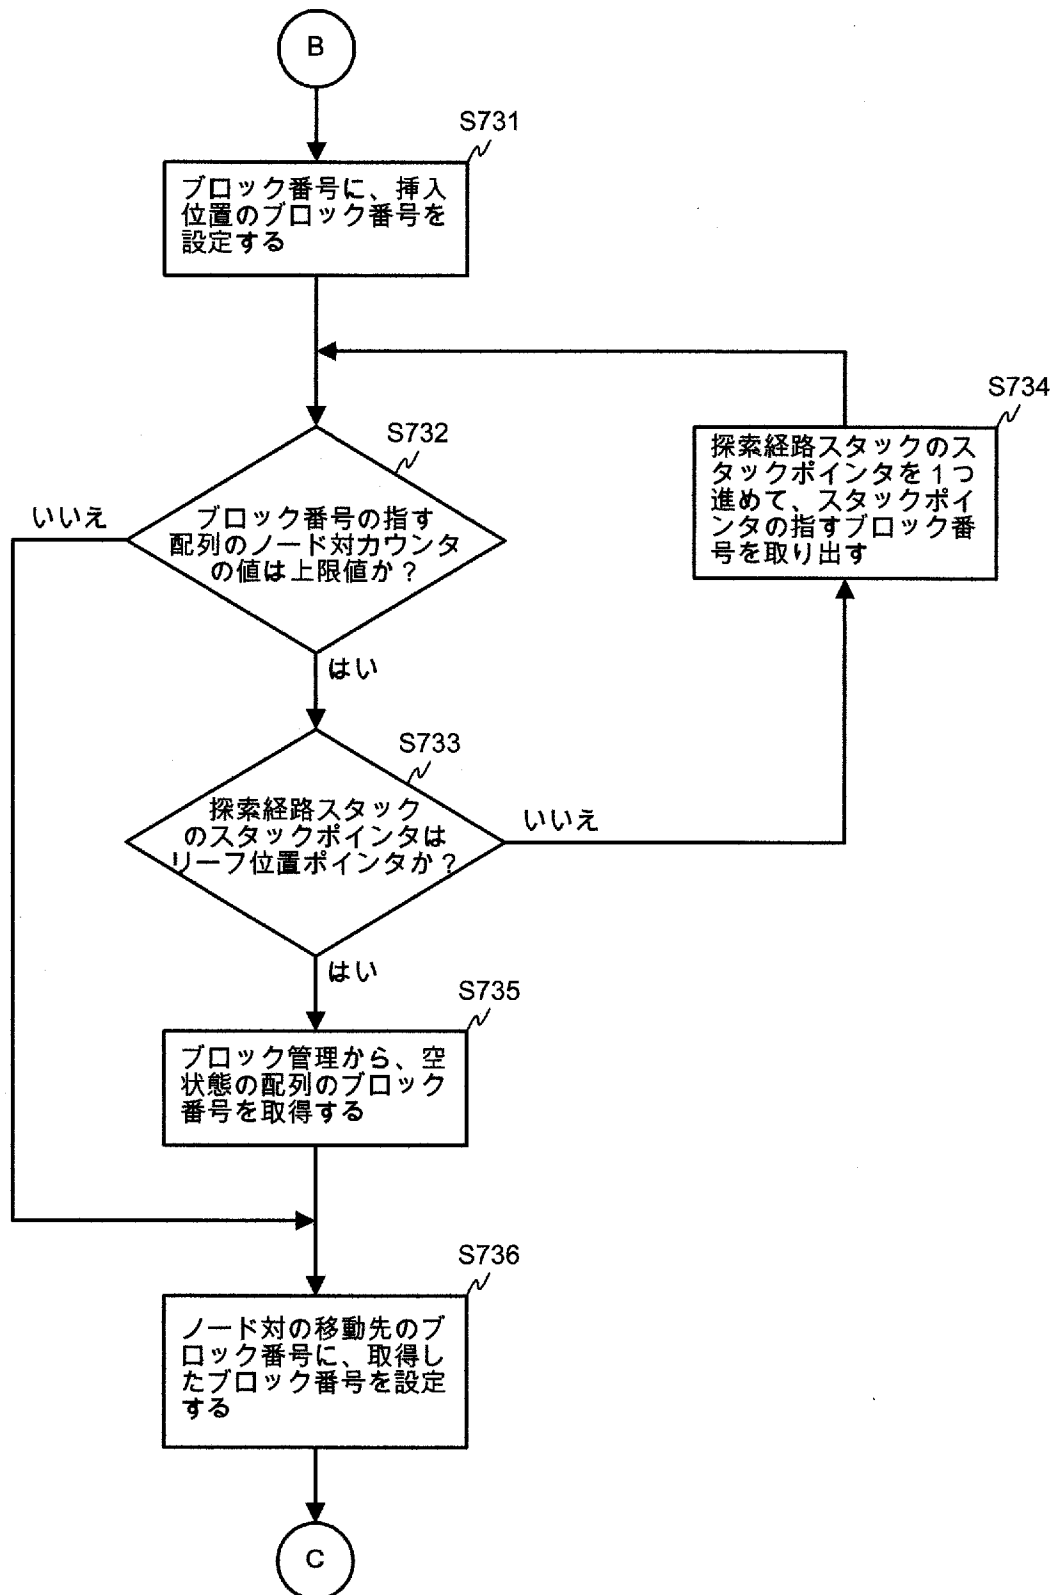 B
S731
ブロック番号に、挿入
位置のブロック番号を
設定する
S734
探索経路スタックのス
タックポインタを1つ
進めて、スタックポイ
ンタの指すブロック番
号を取り出す
S732
いいえ
ブロック番号の指す
配列のノード対カウンタ
の値は上限値か?
はい
S733
探索経路スタック
のスタックポインタは
リーフ位置ポインタか?
いいえ
はい
S735
ブロック管理から、空
状態の配列のブロック
番号を取得する
S736
ノード対の移動先のブ
ロック番号に、取得し
たブロック番号を設定
する
C